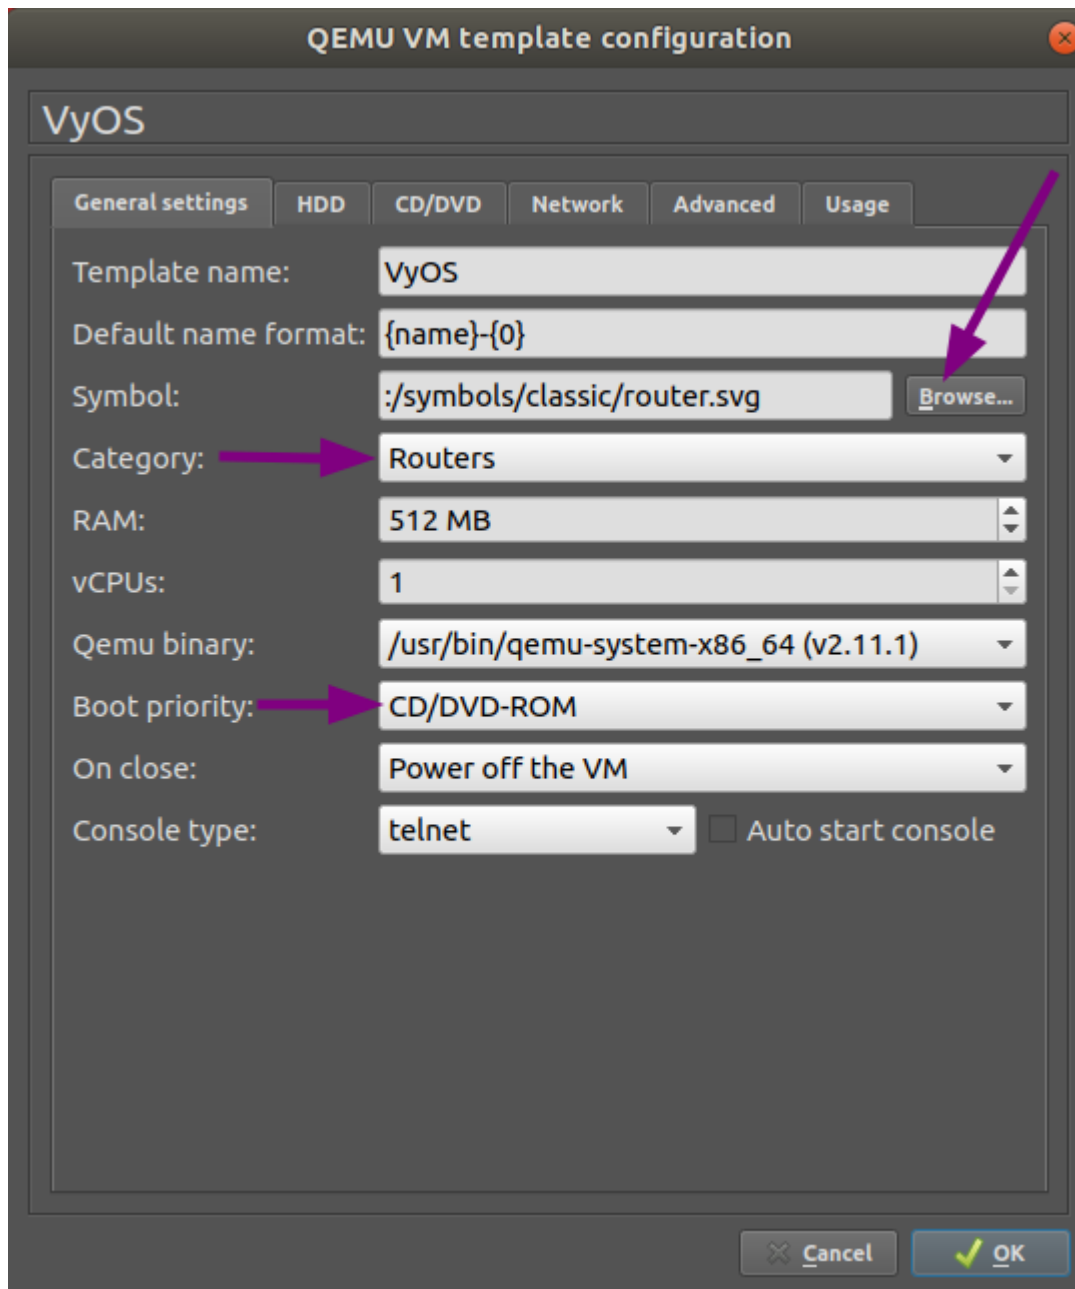 QEMU VM template configuration
VyOS
General settings HDD CD/DVD Network Advanced Usage
Template name: VyOS
Default name format: {name}-{0}
Symbol: :/symbols/classic/router.svg Browse...
Category: Routers
RAM: 512 MB
vCPUs: 1
Qemu binary: /usr/bin/qemu-system-x86_64 (v2.11.1)
Boot priority: CD/DVD-ROM
On close: Power off the VM
Console type: telnet Auto start console
Cancel OK